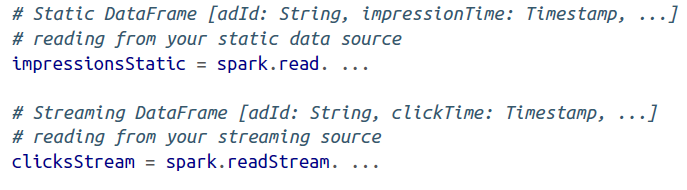 # Static DataFrame [adId: String, impressionTime: Timestamp, ...]
# reading from your static data source
impressionsStatic = spark.read. ...
# Streaming DataFrame [adId: String, clickTime: Timestamp, ...]
# reading from your streaming source
clicksStream = spark.readStream. ...